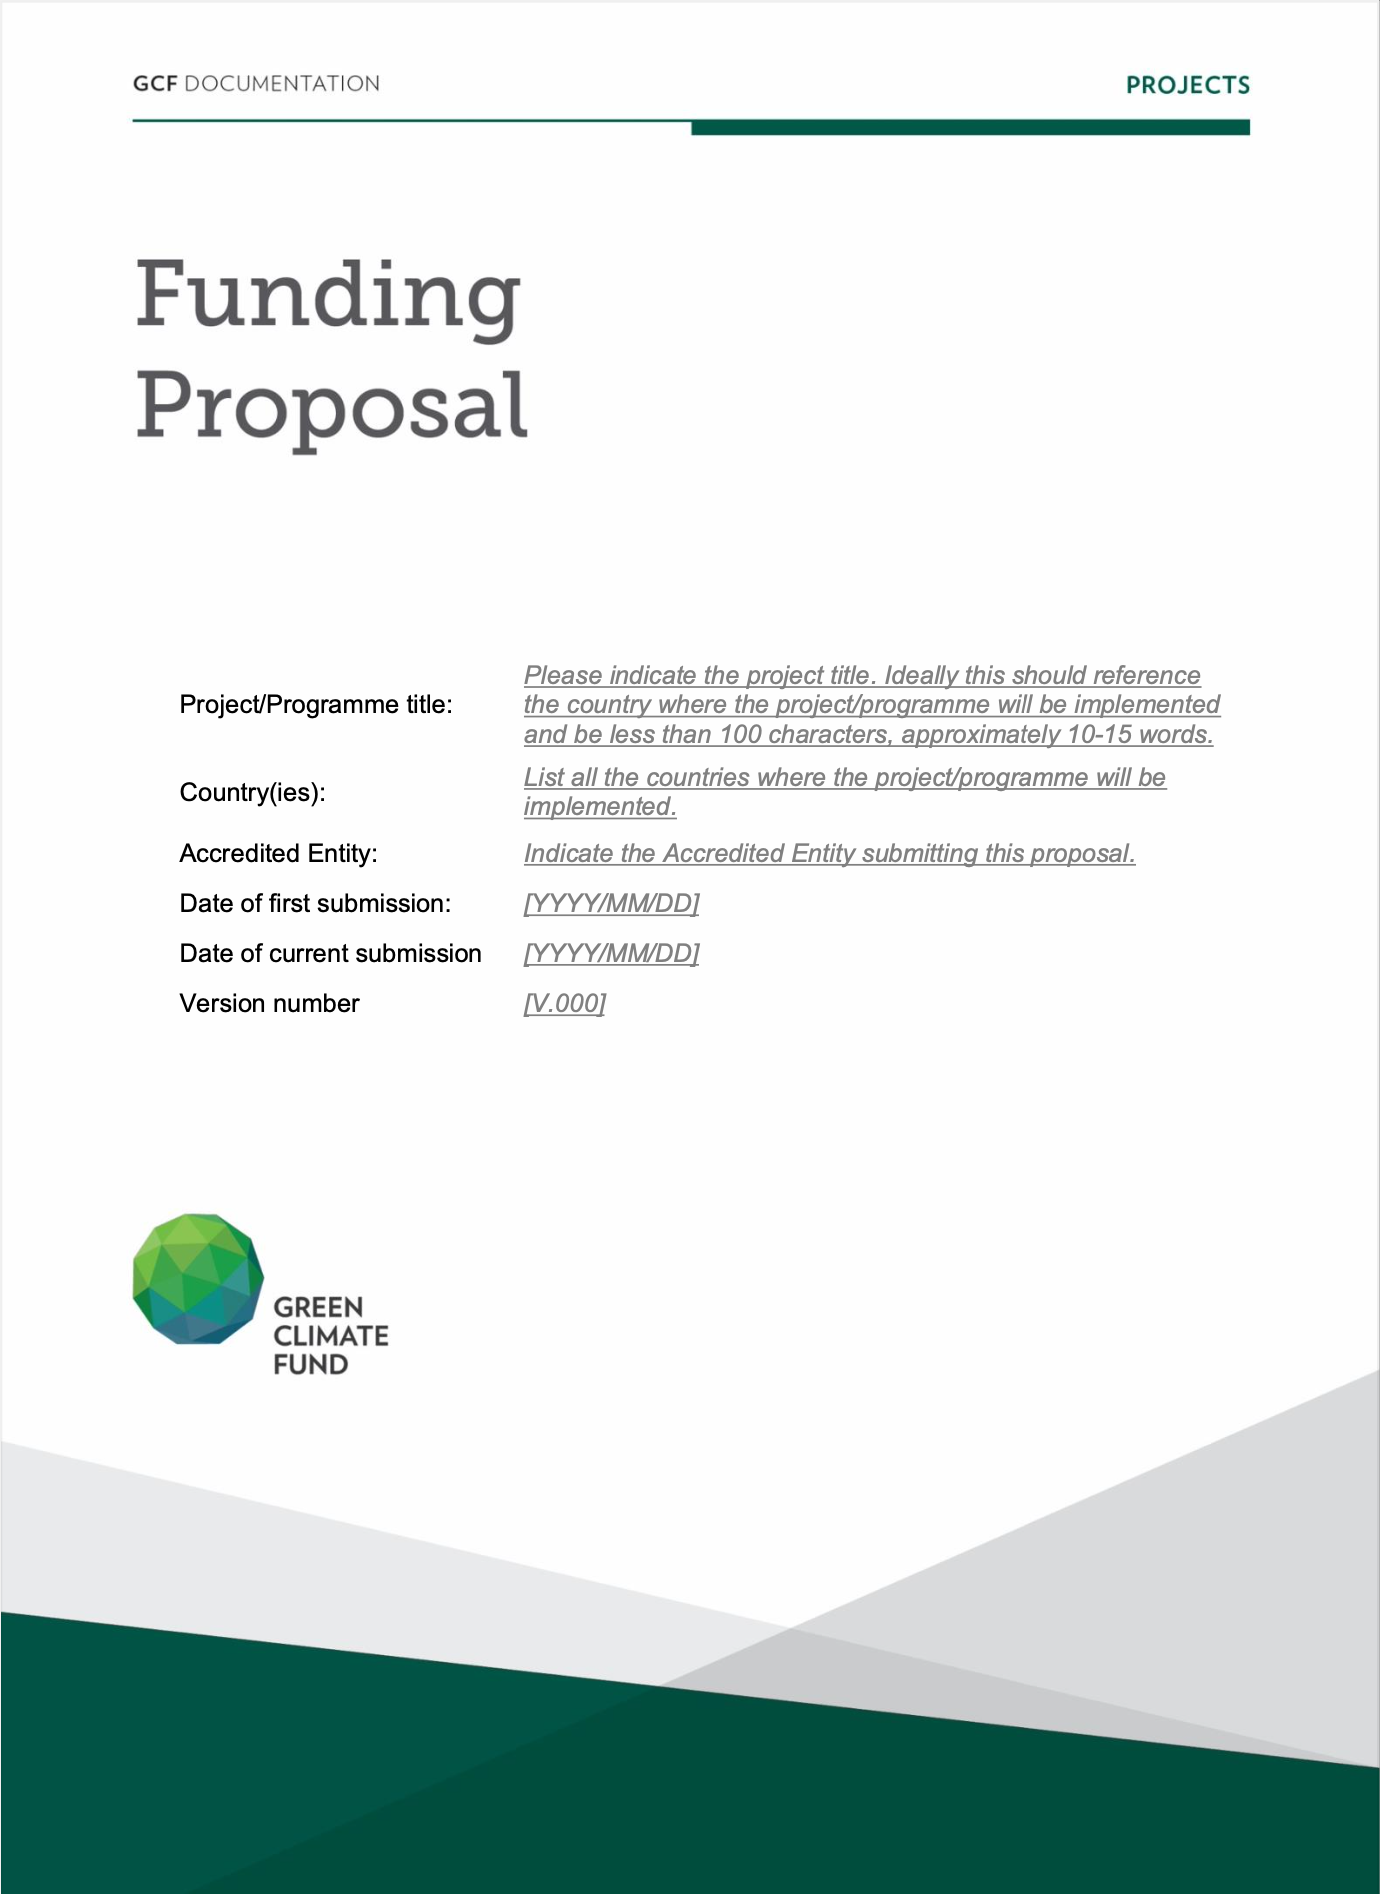 GCF DOCUMENTATION
PROJECTS
Funding
Proposal
Project/Programme title:
Please indicate the project title. Ideally this should reference
the country where the project/programme will be implemented
and be less than 100 characters, approximately 10-15 words.
Country(ies):
List all the countries where the project/programme will be
implemented.
Accredited Entity:
Indicate the Accredited Entity submitting this proposal.
Date of first submission:
[YYYY/MM/DD]
Date of current submission
[YYYY/MM/DD]
Version number
[V.000]
GREEN
CLIMATE
FUND